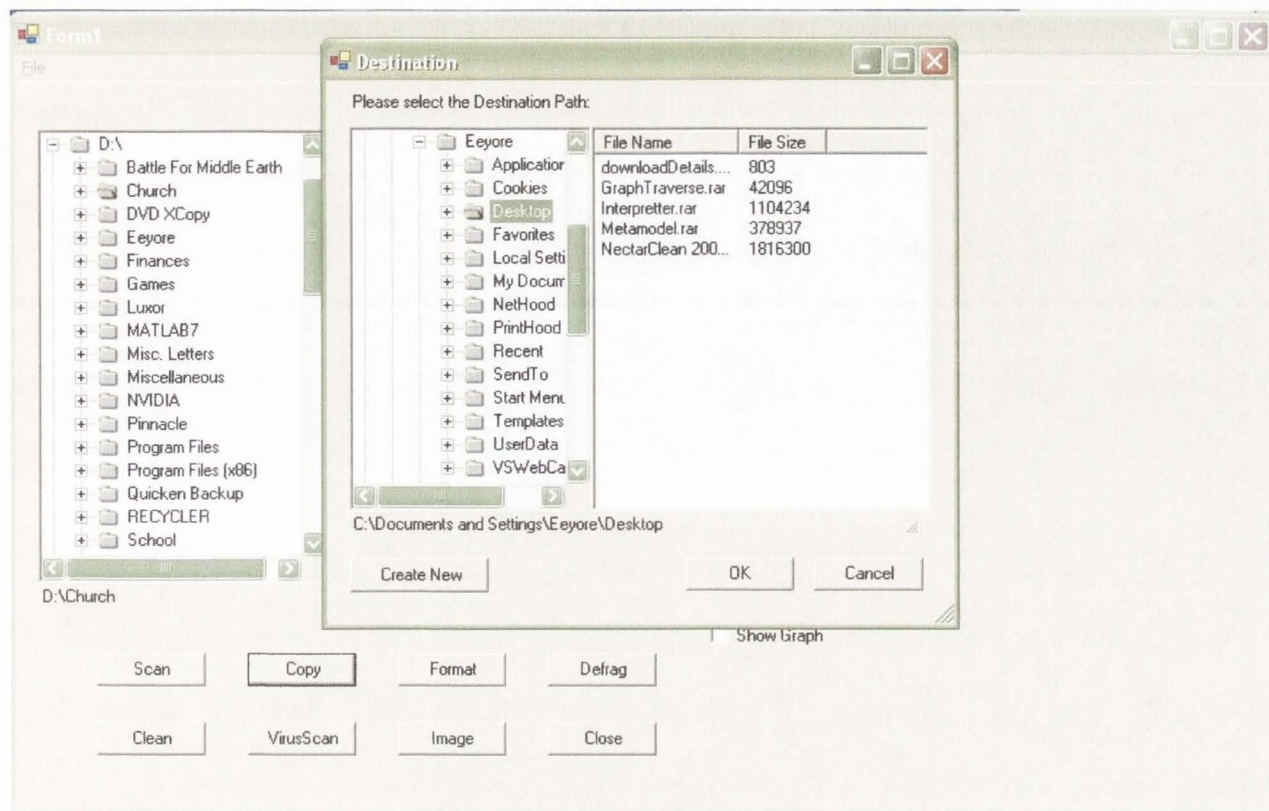 Form1
File
D:\
Battle For Middle Earth
Church
DVD XCopy
Eeyore
Finances
Games
Luxor
MATLAB7
Misc. Letters
Miscellaneous
NVIDIA
Pinnacle
Program Files
Program Files (x86)
Quicken Backup
RECYCLER
School
D:\Church
Destination
Please select the Destination Path:
Eeyore
Application
Cookies
Desktop
Favorites
Local Setti
My Docum
NetHood
PrintHood
Recent
SendTo
Start Menu
Templates
UserData
VSWebCa
File Name File Size
downloadDetails.... 803
GraphTraverse.rar 42096
Interpretter.rar 1104234
Metamodel.rar 378937
NectarClean 200... 1816300
C:\Documents and Settings\Eeyore\Desktop
Create New OK Cancel
Show Graph
Scan Copy Format Defrag
Clean VirusScan Image Close